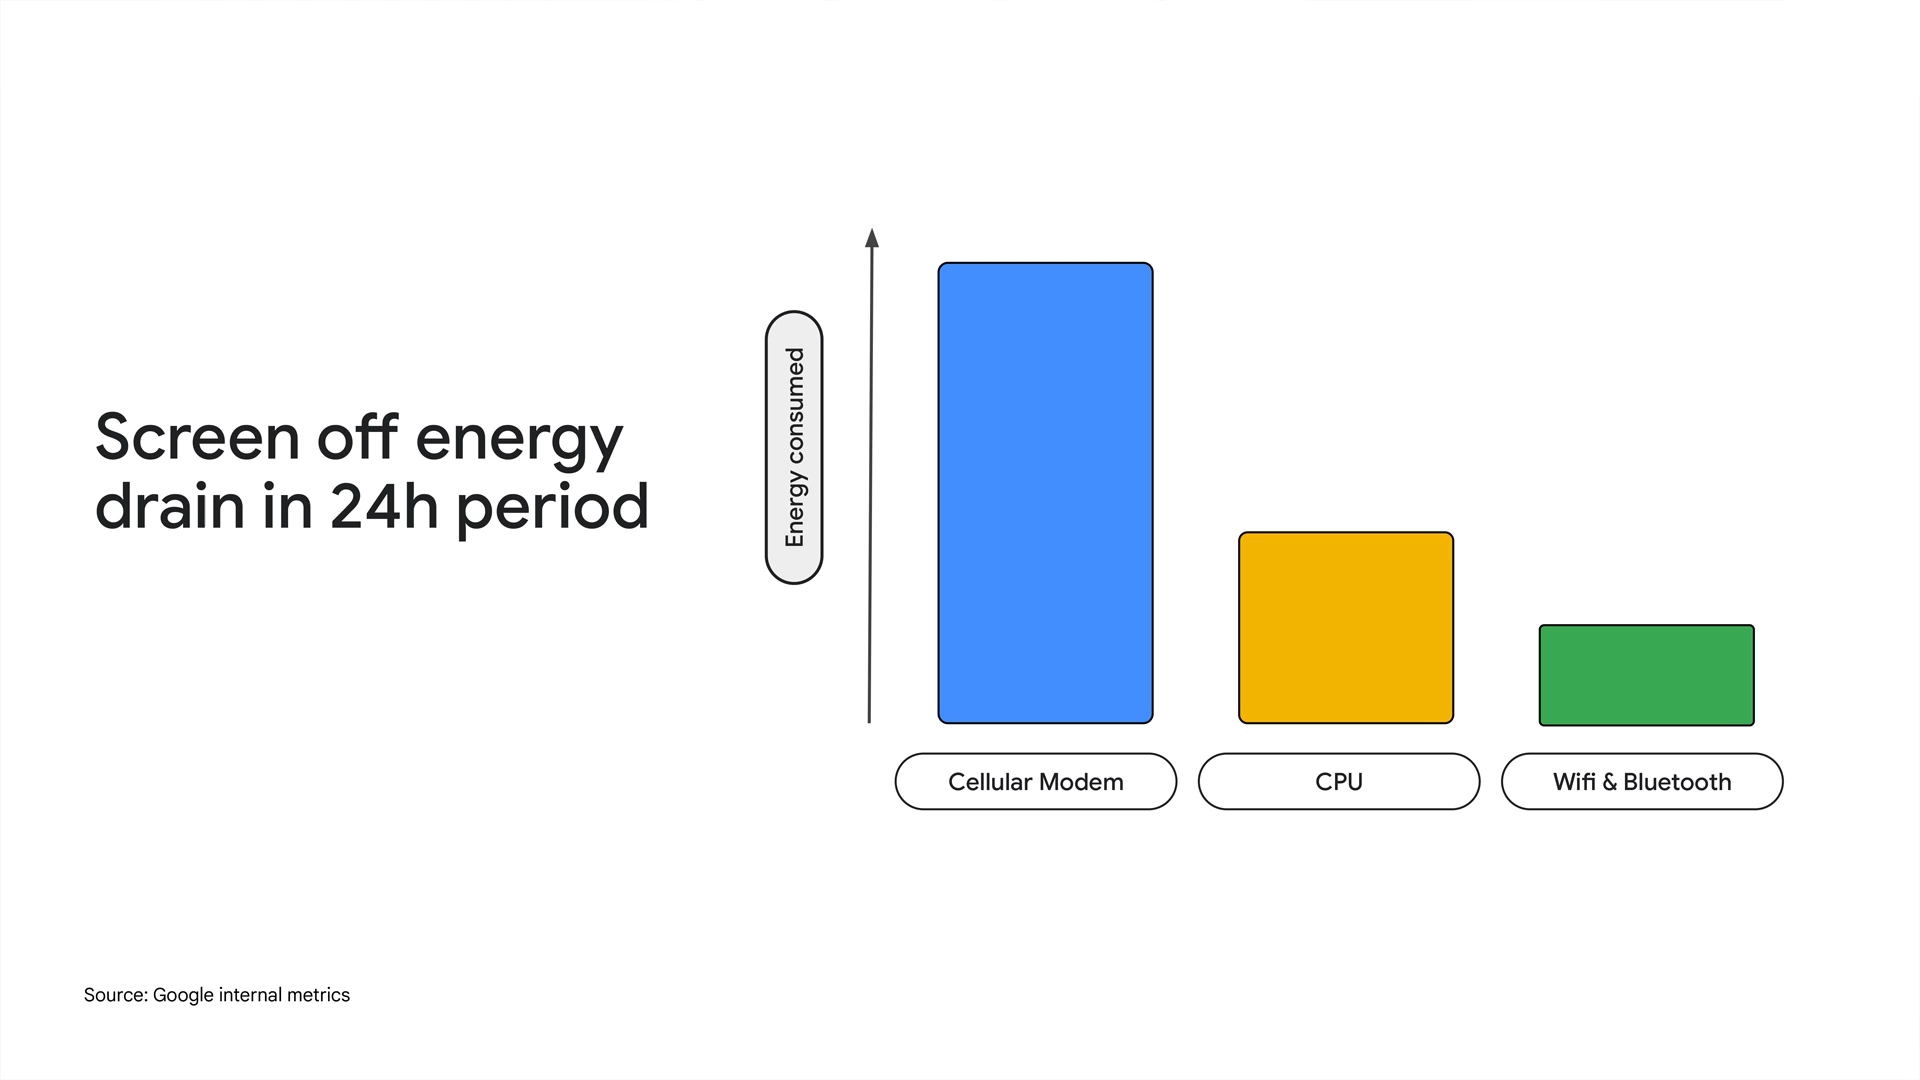 Screen off energy
drain in 24h period
Energy consumed
Cellular Modem
CPU
Wifi & Bluetooth
Source: Google internal metrics